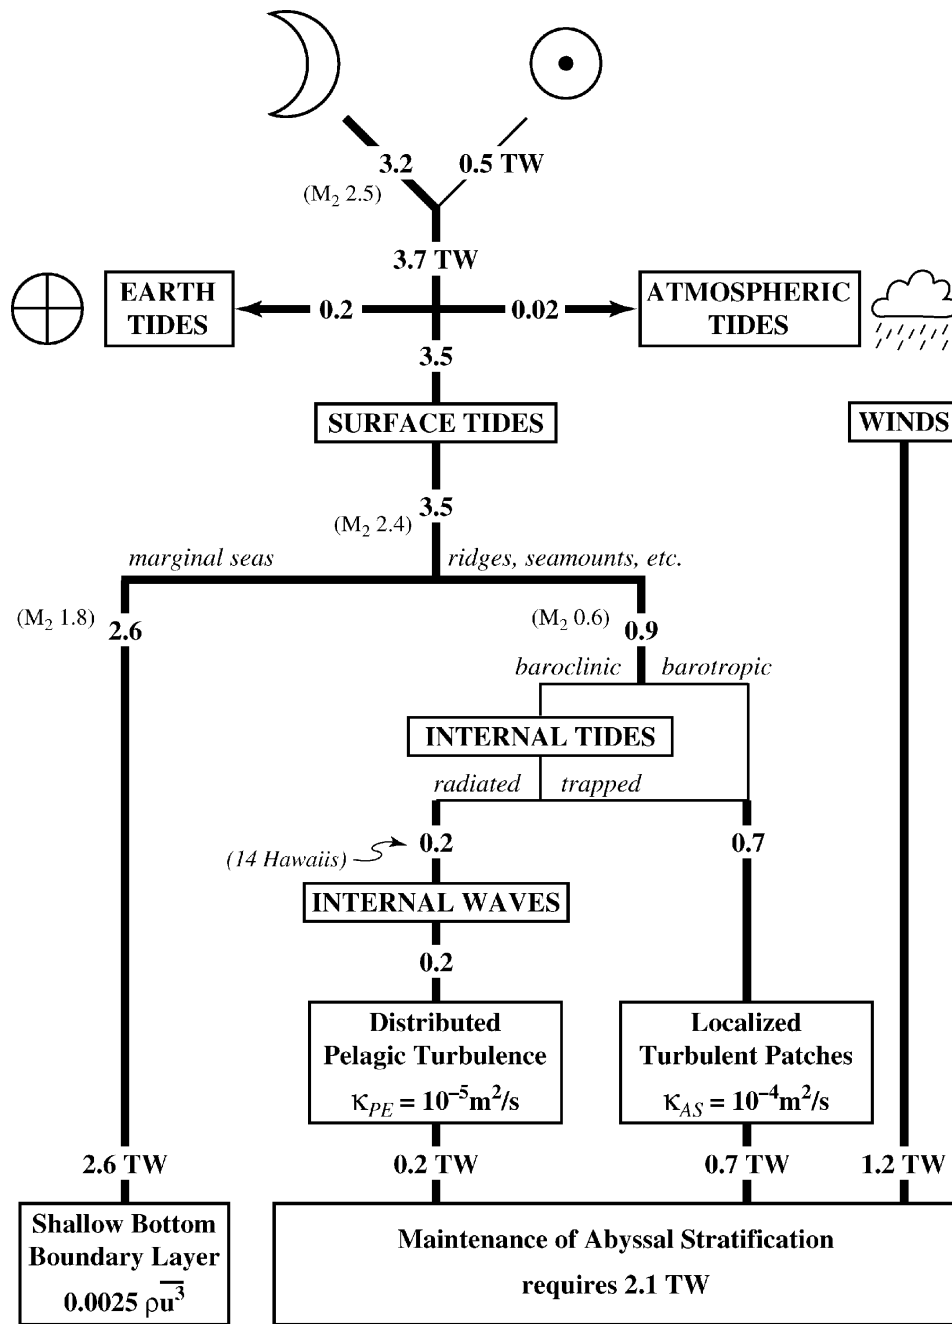 3.2 0.5 TW
(M₂ 2.5)
3.7 TW
EARTH
TIDES
0.2
0.02
ATMOSPHERIC
TIDES
3.5
SURFACE TIDES
WINDS
3.5
(M₂ 2.4)
marginal seas
ridges, seamounts, etc.
(M₂ 1.8)
2.6
(M₂ 0.6)
0.9
baroclinic
barotropic
INTERNAL TIDES
radiated
trapped
(14 Hawaiis)
0.2
0.7
INTERNAL WAVES
0.2
Distributed
Pelagic Turbulence
κPE = 10⁻⁵m²/s
Localized
Turbulent Patches
κAS = 10⁻⁴m²/s
2.6 TW
0.2 TW
0.7 TW
1.2 TW
Shallow Bottom
Boundary Layer
0.0025 ρu³
Maintenance of Abyssal Stratification
requires 2.1 TW